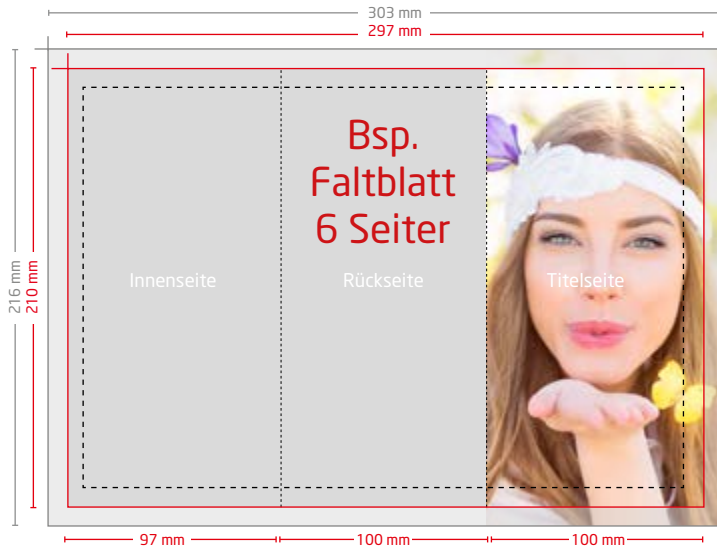 303 mm
297 mm
216 mm
210 mm
Bsp.
Faltblatt
6 Seiter
Innenseite
Rückseite
Titelseite
97 mm
100 mm
100 mm